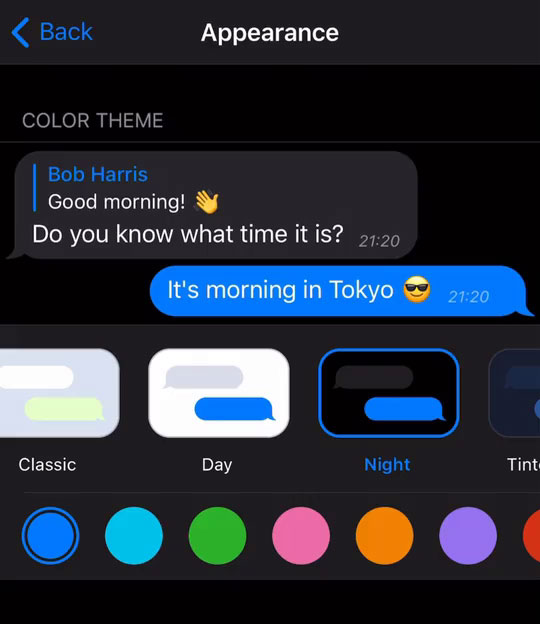 Back
Appearance
COLOR THEME
Bob Harris
Good morning! 👋
Do you know what time it is? 21:20
It's morning in Tokyo 😎 21:20
Classic Day Night Tint